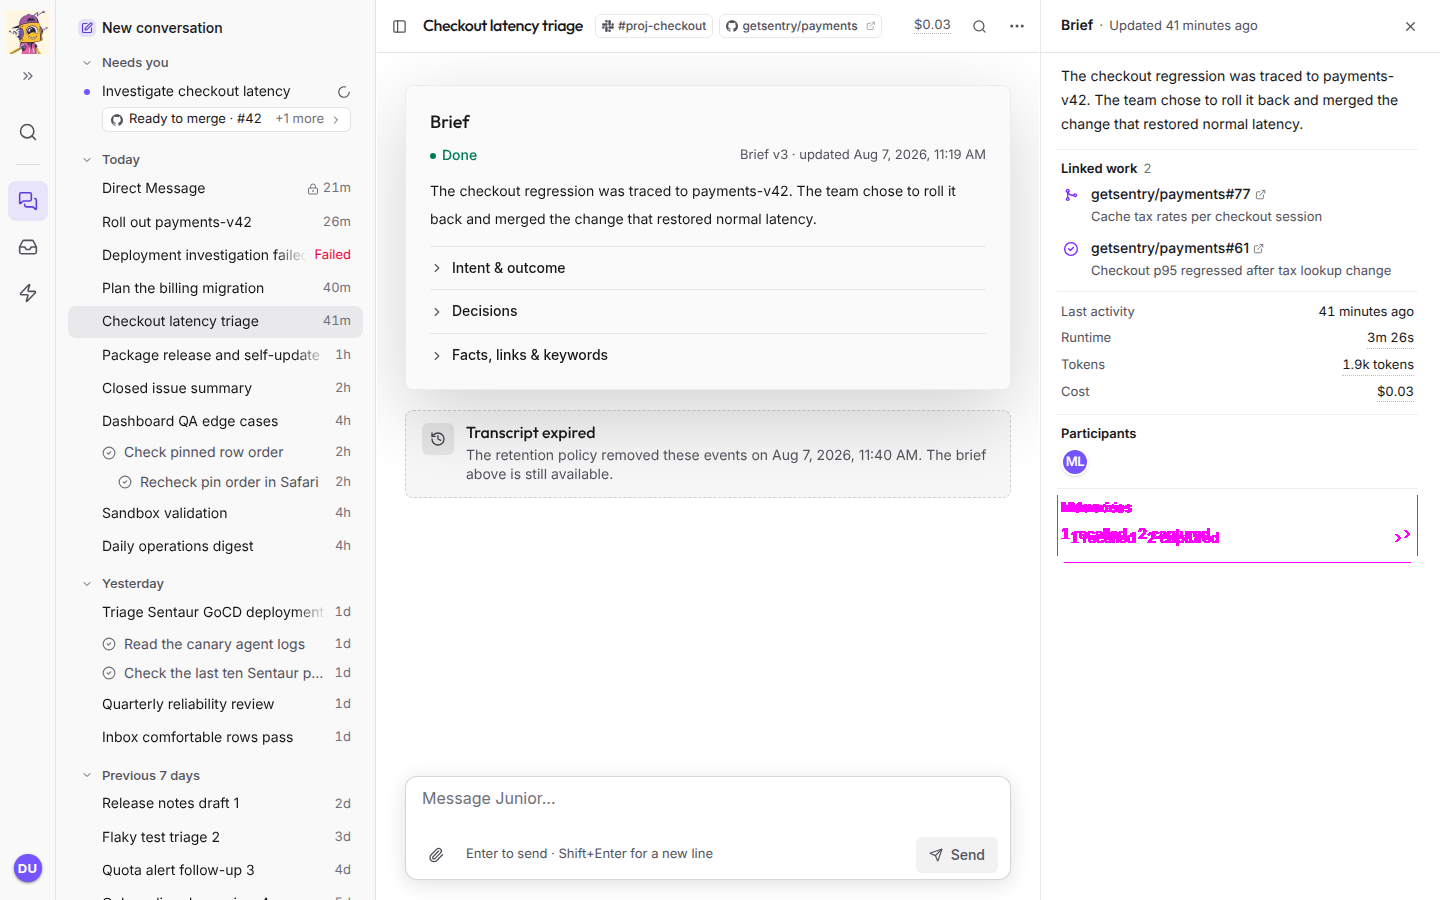 New conversation
Needs you
Investigate checkout latency
Ready to merge · #42 +1 more
Today
Direct Message 21m
Roll out payments-v42 26m
Deployment investigation failed Failed
Plan the billing migration 40m
Checkout latency triage 41m
Package release and self-update 1h
Closed issue summary 2h
Dashboard QA edge cases 4h
Check pinned row order 2h
Recheck pin order in Safari 2h
Sandbox validation 4h
Daily operations digest 4h
Yesterday
Triage Sentaur GoCD deployment 1d
Read the canary agent logs 1d
Check the last ten Sentaur p... 1d
Quarterly reliability review 1d
Inbox comfortable rows pass 1d
Previous 7 days
Release notes draft 1 2d
Flaky test triage 2 3d
Quota alert follow-up 3 4d
DU
Checkout latency triage #proj-checkout getsentry/payments $0.03
Brief
Done Brief v3 · updated Aug 7, 2026, 11:19 AM
The checkout regression was traced to payments-v42. The team chose to roll it
back and merged the change that restored normal latency.
Intent & outcome
Decisions
Facts, links & keywords
Transcript expired
The retention policy removed these events on Aug 7, 2026, 11:40 AM. The brief
above is still available.
Message Junior...
Enter to send · Shift+Enter for a new line Send
Brief · Updated 41 minutes ago
The checkout regression was traced to payments-
v42. The team chose to roll it back and merged the
change that restored normal latency.
Linked work 2
getsentry/payments#77
Cache tax rates per checkout session
getsentry/payments#61
Checkout p95 regressed after tax lookup change
Last activity 41 minutes ago
Runtime 3m 26s
Tokens 1.9k tokens
Cost $0.03
Participants
ML